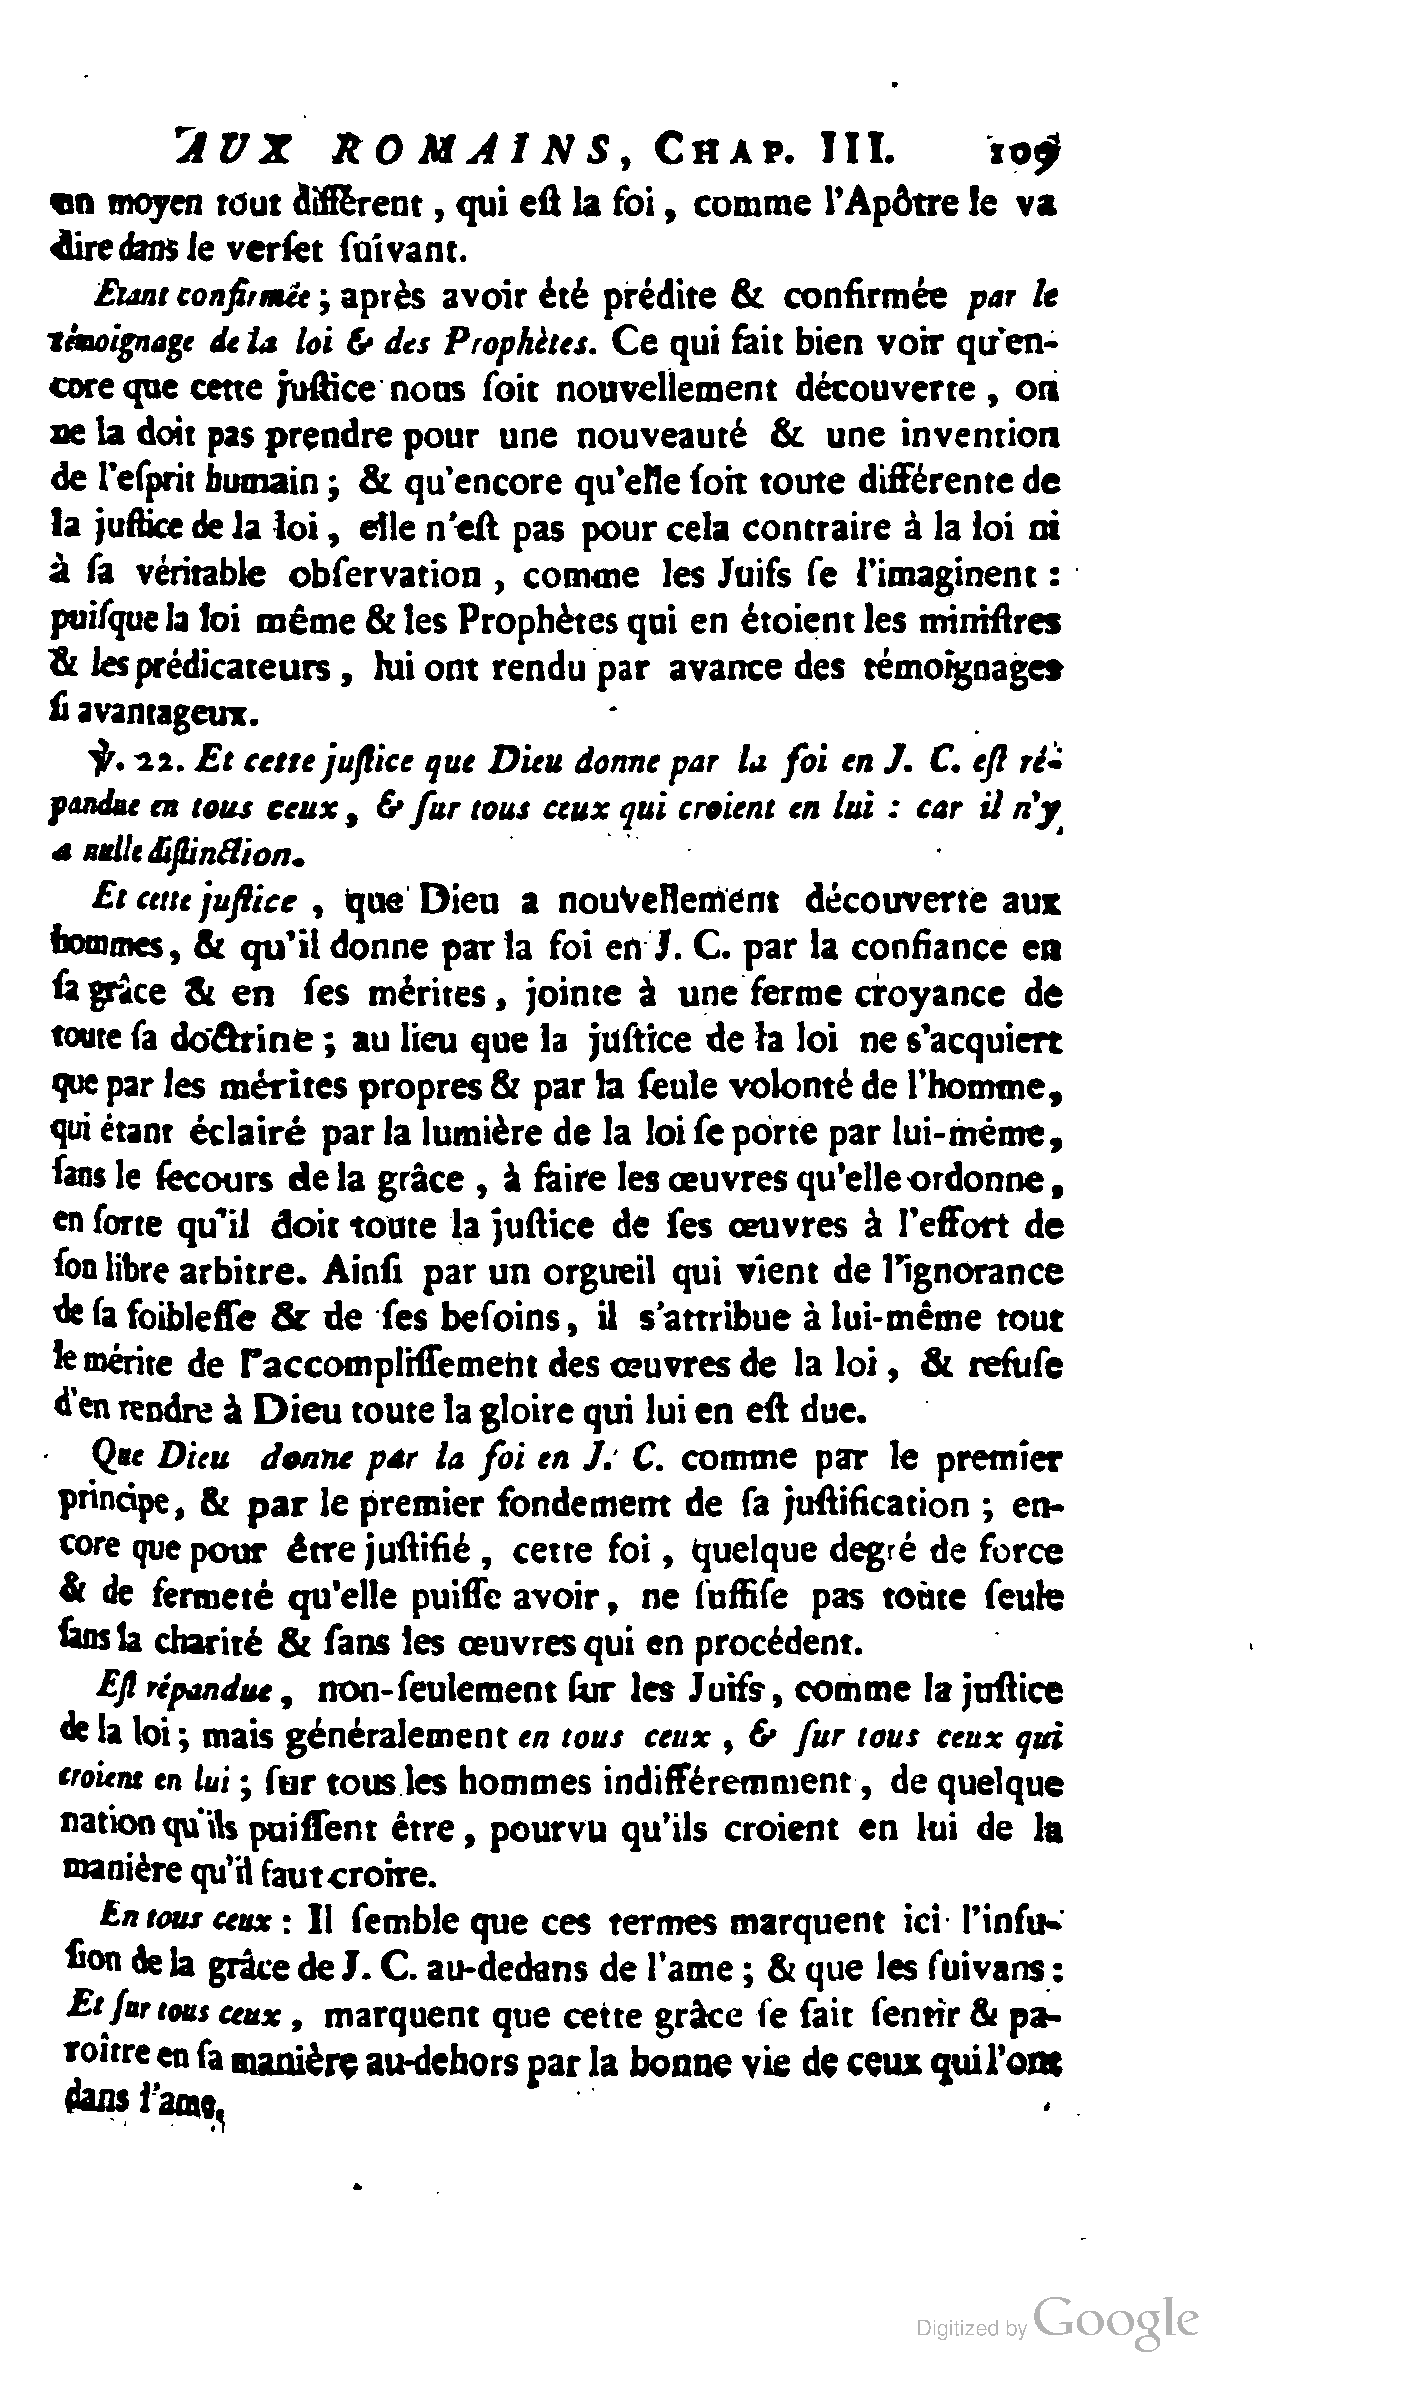 AUX ROMAINS, CHAP. III. 109
un moyen tout différent, qui eſt la foi, comme l'Apôtre le va
dire dans le verſet ſuivant.
Etant confirmée ; après avoir été prédite & confirmée par le
témoignage de la loi & des Prophètes. Ce qui fait bien voir qu'en-
core que cette juſtice nous ſoit nouvellement découverte, on
ne la doit pas prendre pour une nouveauté & une invention
de l'eſprit humain ; & qu'encore qu'elle ſoit toute différente de
la juſtice de la loi, elle n'eſt pas pour cela contraire à la loi ni
à ſa véritable obſervation, comme les Juifs ſe l'imaginent :
puiſque la loi même & les Prophètes qui en étoient les miniſtres
& les prédicateurs, lui ont rendu par avance des témoignages
ſi avantageux.
℣. 22. Et cette juſtice que Dieu donne par la foi en J. C. eſt ré-
pandue en tous ceux, & ſur tous ceux qui croient en lui : car il n'y
a nulle diſtinction.
Et cette juſtice, que Dieu a nouvellement découverte aux
hommes, & qu'il donne par la foi en J. C. par la confiance en
ſa grâce & en ſes mérites, jointe à une ferme croyance de
toute ſa doctrine ; au lieu que la juſtice de la loi ne s'acquiert
que par les mérites propres & par la ſeule volonté de l'homme,
qui étant éclairé par la lumière de la loi ſe porte par lui-même,
ſans le ſecours de la grâce, à faire les œuvres qu'elle ordonne,
en ſorte qu'il doit toute la juſtice de ſes œuvres à l'effort de
ſon libre arbitre. Ainſi par un orgueil qui vient de l'ignorance
de ſa foibleſſe & de ſes beſoins, il s'attribue à lui-même tout
le mérite de l'accompliſſement des œuvres de la loi, & refuſe
d'en rendre à Dieu toute la gloire qui lui en eſt due.
Que Dieu donne par la foi en J. C. comme par le premier
principe, & par le premier fondement de ſa juſtification ; en-
core que pour être juſtifié, cette foi, quelque degré de force
& de fermeté qu'elle puiſſe avoir, ne ſuffiſe pas toute ſeule
ſans la charité & ſans les œuvres qui en procédent.
Eſt répandue, non-ſeulement ſur les Juifs, comme la juſtice
de la loi ; mais généralement en tous ceux, & ſur tous ceux qui
croient en lui ; ſur tous les hommes indifféremment, de quelque
nation qu'ils puiſſent être, pourvu qu'ils croient en lui de la
manière qu'il faut croire.
En tous ceux : Il ſemble que ces termes marquent ici l'infu-
ſion de la grâce de J. C. au-dedans de l'ame ; & que les ſuivans :
Et ſur tous ceux, marquent que cette grâce ſe fait ſentir & pa-
roître en ſa manière au-dehors par la bonne vie de ceux qui l'ont
dans l'ame.
Digitized by Google